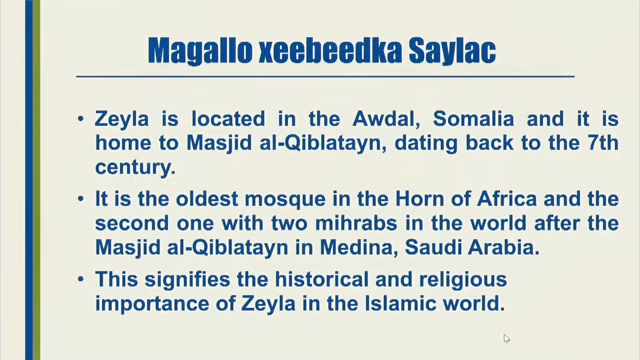 Magallo xeebeedka Saylac
• Zeyla is located in the Awdal, Somalia and it is
home to Masjid al-Qiblatayn, dating back to the 7th
century.
• It is the oldest mosque in the Horn of Africa and the
second one with two mihrabs in the world after the
Masjid al-Qiblatayn in Medina, Saudi Arabia.
• This signifies the historical and religious
importance of Zeyla in the Islamic world.